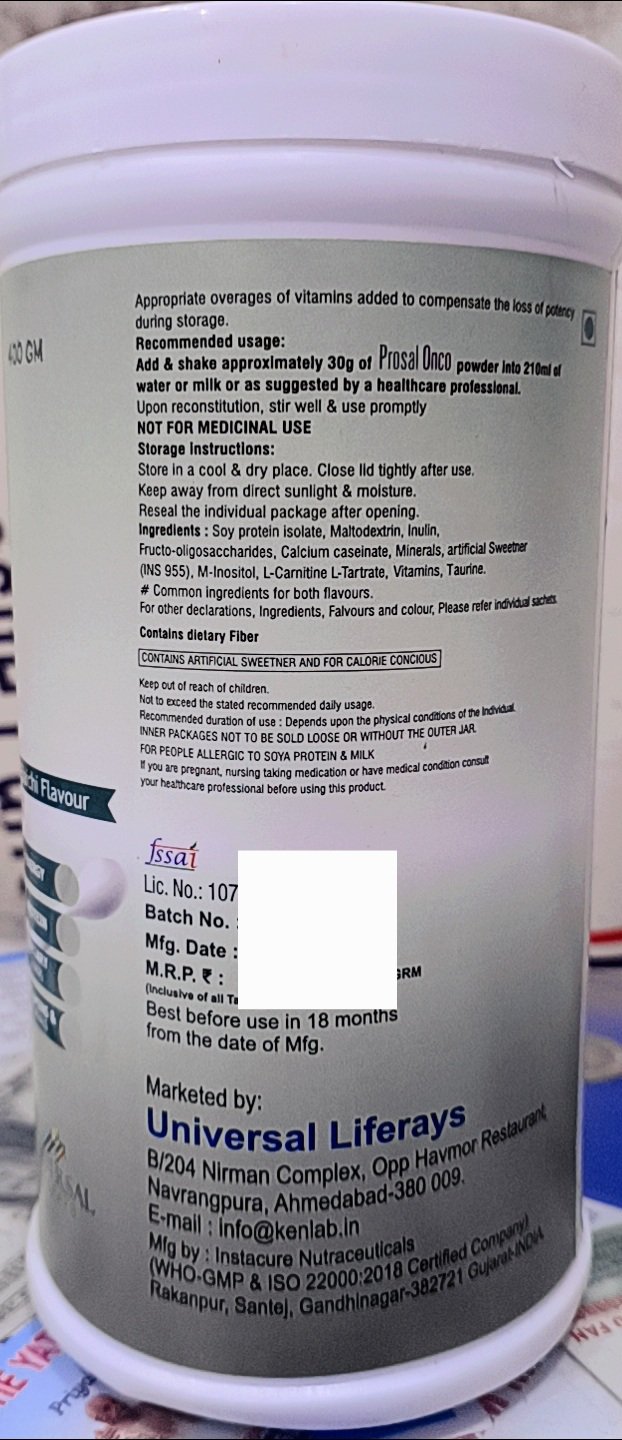 Appropriate overages of vitamins added to compensate the loss of potency
during storage.
400 GM
Recommended usage:
Add & shake approximately 30g of Prosal Onco powder into 210ml of
water or milk or as suggested by a healthcare professional.
Upon reconstitution, stir well & use promptly
NOT FOR MEDICINAL USE
Storage instructions:
Store in a cool & dry place. Close lid tightly after use.
Keep away from direct sunlight & moisture.
Reseal the individual package after opening.
Ingredients : Soy protein isolate, Maltodextrin, Inulin,
Fructo-oligosaccharides, Calcium caseinate, Minerals, artificial Sweetner
(INS 955), M-Inositol, L-Carnitine L-Tartrate, Vitamins, Taurine.
# Common ingredients for both flavours.
For other declarations, Ingredients, Falvours and colour, Please refer individual sachets.
Contains dietary Fiber
CONTAINS ARTIFICIAL SWEETNER AND FOR CALORIE CONCIOUS
Keep out of reach of children.
Not to exceed the stated recommended daily usage.
Recommended duration of use : Depends upon the physical conditions of the Individual.
INNER PACKAGES NOT TO BE SOLD LOOSE OR WITHOUT THE OUTER JAR.
FOR PEOPLE ALLERGIC TO SOYA PROTEIN & MILK
If you are pregnant, nursing taking medication or have medical condition consult
your healthcare professional before using this product.
Flavour
fssai
Lic. No.: 107
Batch No. :
Mfg. Date :
M.R.P. ₹ :
(Inclusive of all
Best before use in 18 months
from the date of Mfg.
Marketed by:
Universal Liferays
B/204 Nirman Complex, Opp Havmor Restaurant,
Navrangpura, Ahmedabad-380 009.
E-mail : info@kenlab.in
Mfg by : Instacure Nutraceuticals
(WHO-GMP & ISO 22000:2018 Certified Company)
Rakanpur, Santej, Gandhinagar-382721 Gujarat-INDIA